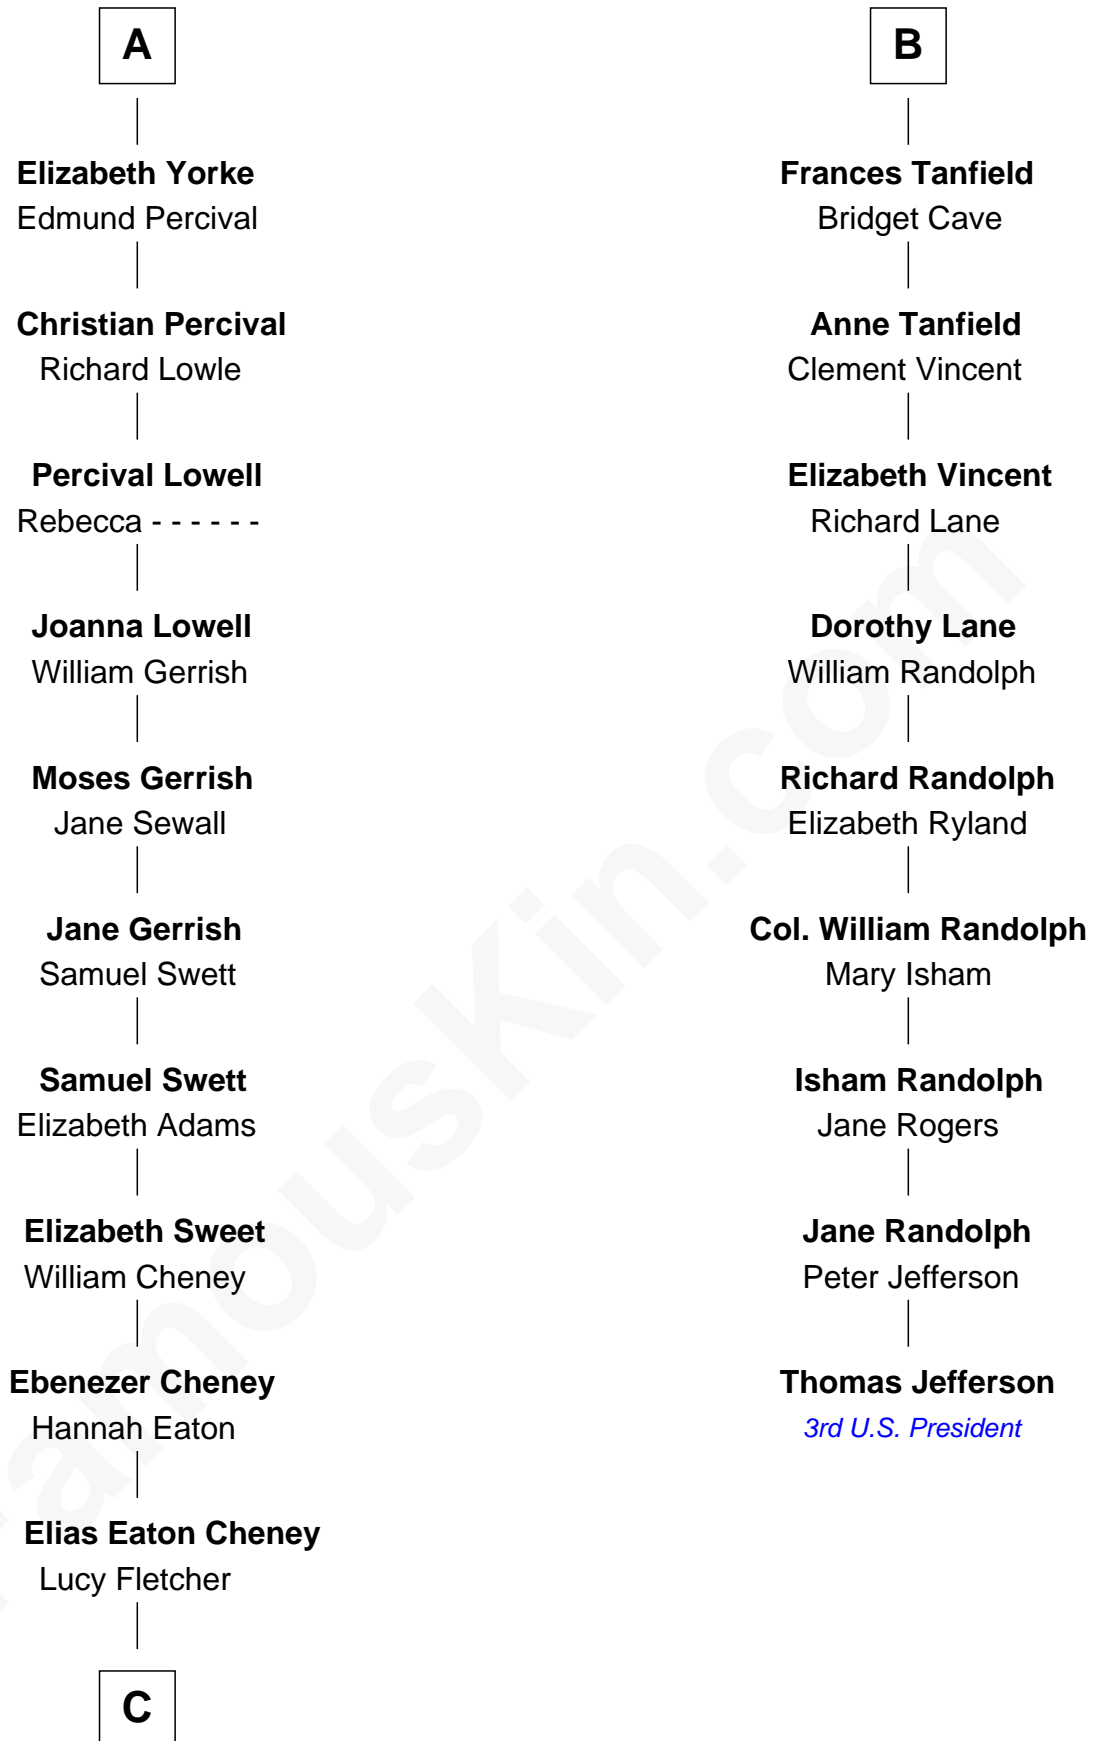 A
Elizabeth Yorke
Edmund Percival
Christian Percival
Richard Lowle
Percival Lowell
Rebecca - - - - - -
Joanna Lowell
William Gerrish
Moses Gerrish
Jane Sewall
Jane Gerrish
Samuel Swett
Samuel Swett
Elizabeth Adams
Elizabeth Sweet
William Cheney
Ebenezer Cheney
Hannah Eaton
Elias Eaton Cheney
Lucy Fletcher
C
B
Frances Tanfield
Bridget Cave
Anne Tanfield
Clement Vincent
Elizabeth Vincent
Richard Lane
Dorothy Lane
William Randolph
Richard Randolph
Elizabeth Ryland
Col. William Randolph
Mary Isham
Isham Randolph
Jane Rogers
Jane Randolph
Peter Jefferson
Thomas Jefferson
3rd U.S. President
FamousKin.com